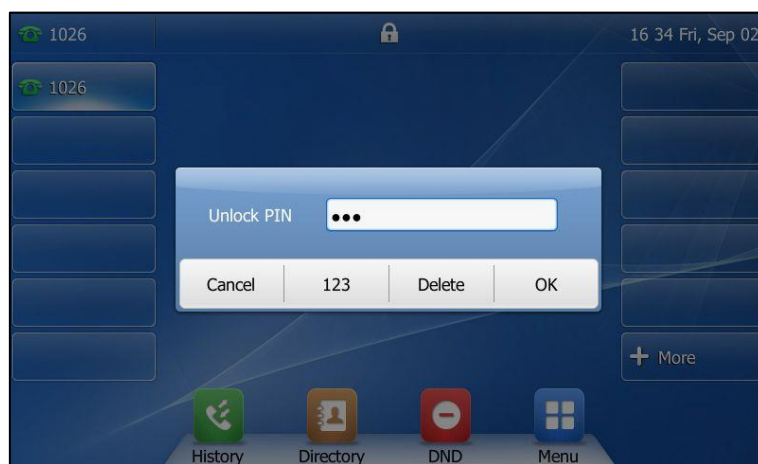 1026
16 34 Fri, Sep 02
1026
Unlock PIN •••
Cancel 123 Delete OK
+ More
History Directory DND Menu